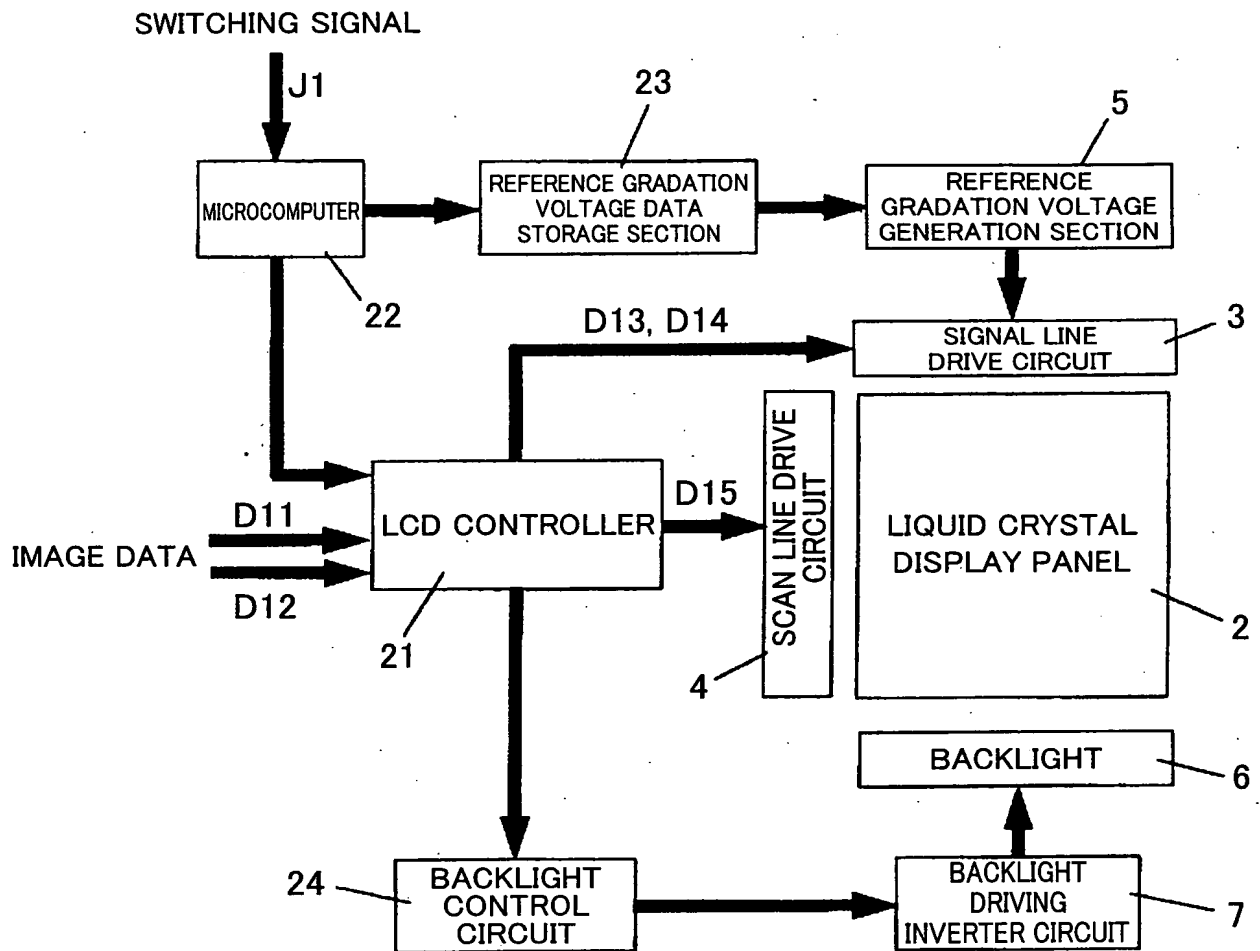 SWITCHING SIGNAL
J1
23
5
MICROCOMPUTER
REFERENCE GRADATION
VOLTAGE DATA
STORAGE SECTION
REFERENCE
GRADATION VOLTAGE
GENERATION SECTION
22
D13, D14
SIGNAL LINE
DRIVE CIRCUIT
3
SCAN LINE DRIVE
CIRCUIT
D11
IMAGE DATA
D12
LCD CONTROLLER
D15
LIQUID CRYSTAL
DISPLAY PANEL
21
4
2
BACKLIGHT
6
24
BACKLIGHT
CONTROL
CIRCUIT
BACKLIGHT
DRIVING
INVERTER CIRCUIT
7